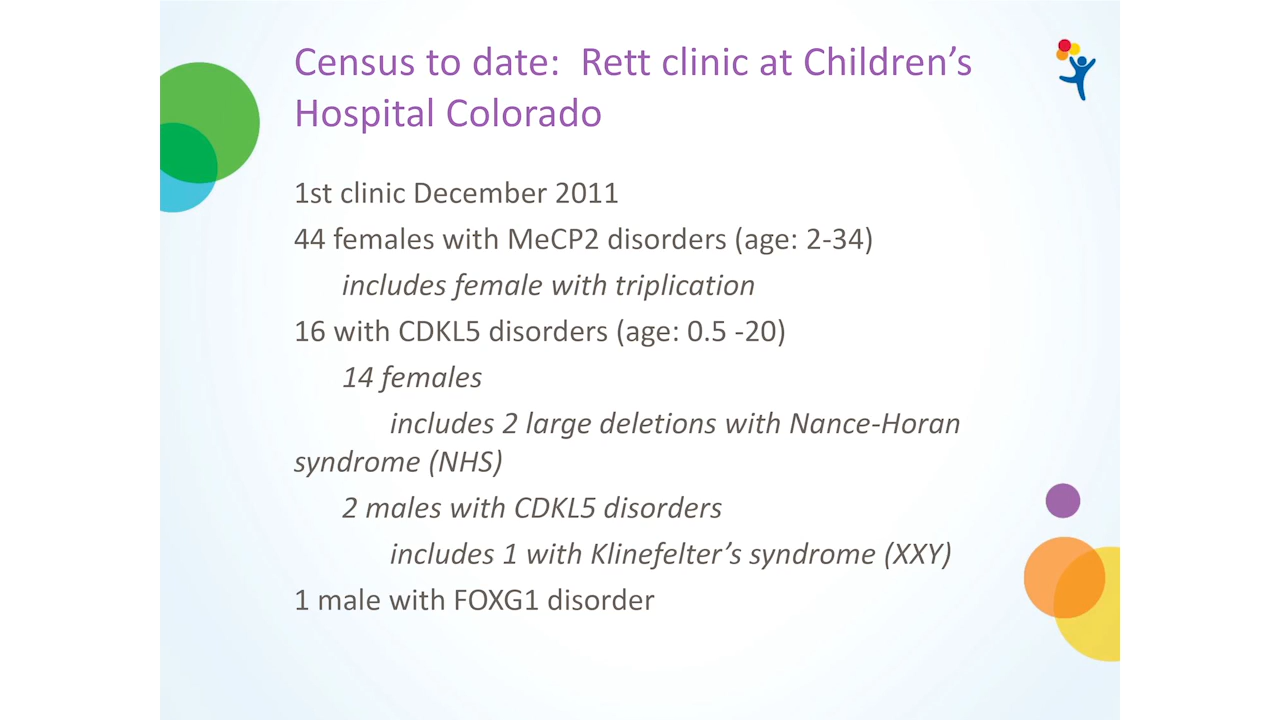 Census to date:  Rett clinic at Children’s
Hospital Colorado
1st clinic December 2011
44 females with MeCP2 disorders (age: 2-34)
includes female with triplication
16 with CDKL5 disorders (age: 0.5 -20)
14 females
includes 2 large deletions with Nance-Horan
syndrome (NHS)
2 males with CDKL5 disorders
includes 1 with Klinefelter’s syndrome (XXY)
1 male with FOXG1 disorder